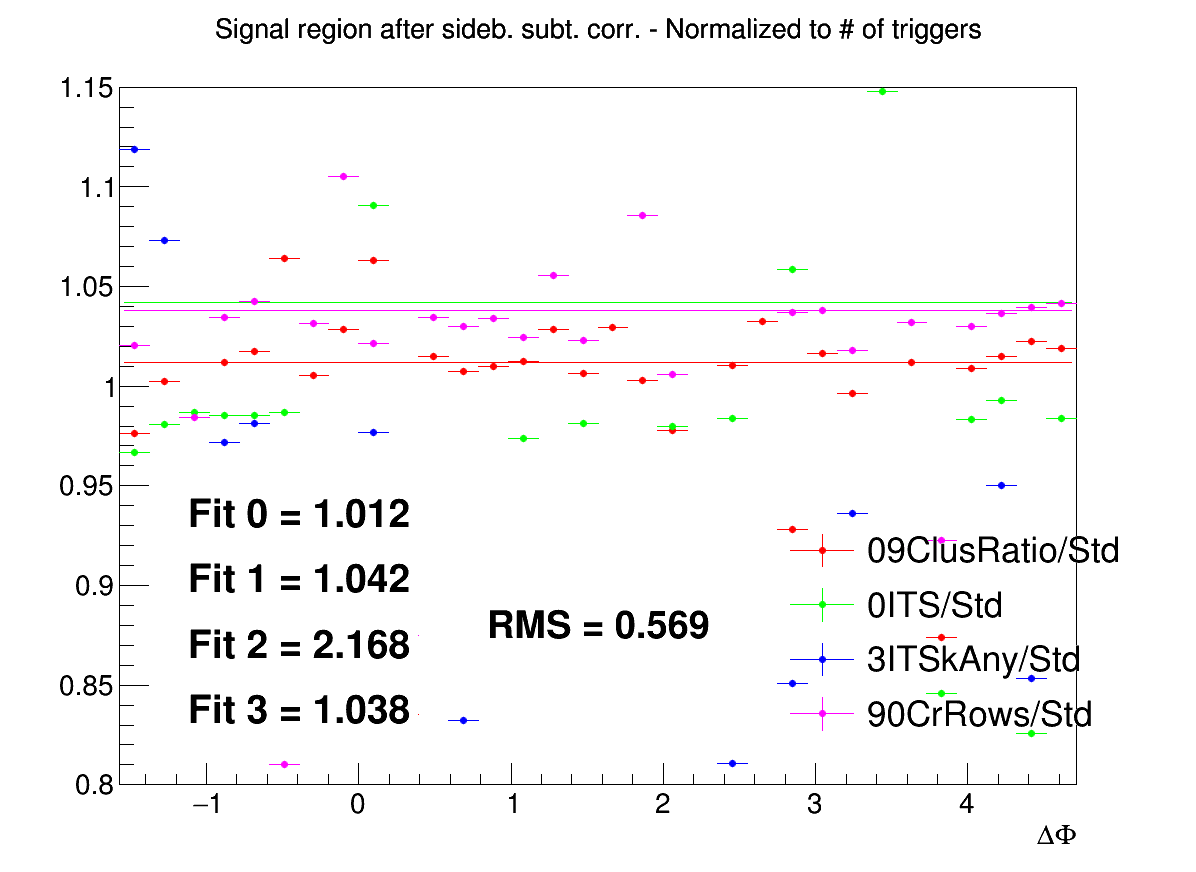 Signal region after sideb. subt. corr. - Normalized to # of triggers
1.15
1.1
1.05
1
0.95
0.9
0.85
0.8
Fit 0 = 1.012
Fit 1 = 1.042
Fit 2 = 2.168
Fit 3 = 1.038
RMS = 0.569
09ClusRatio/Std
0ITS/Std
3ITSkAny/Std
90CrRows/Std
−1 0 1 2 3 4
ΔΦ